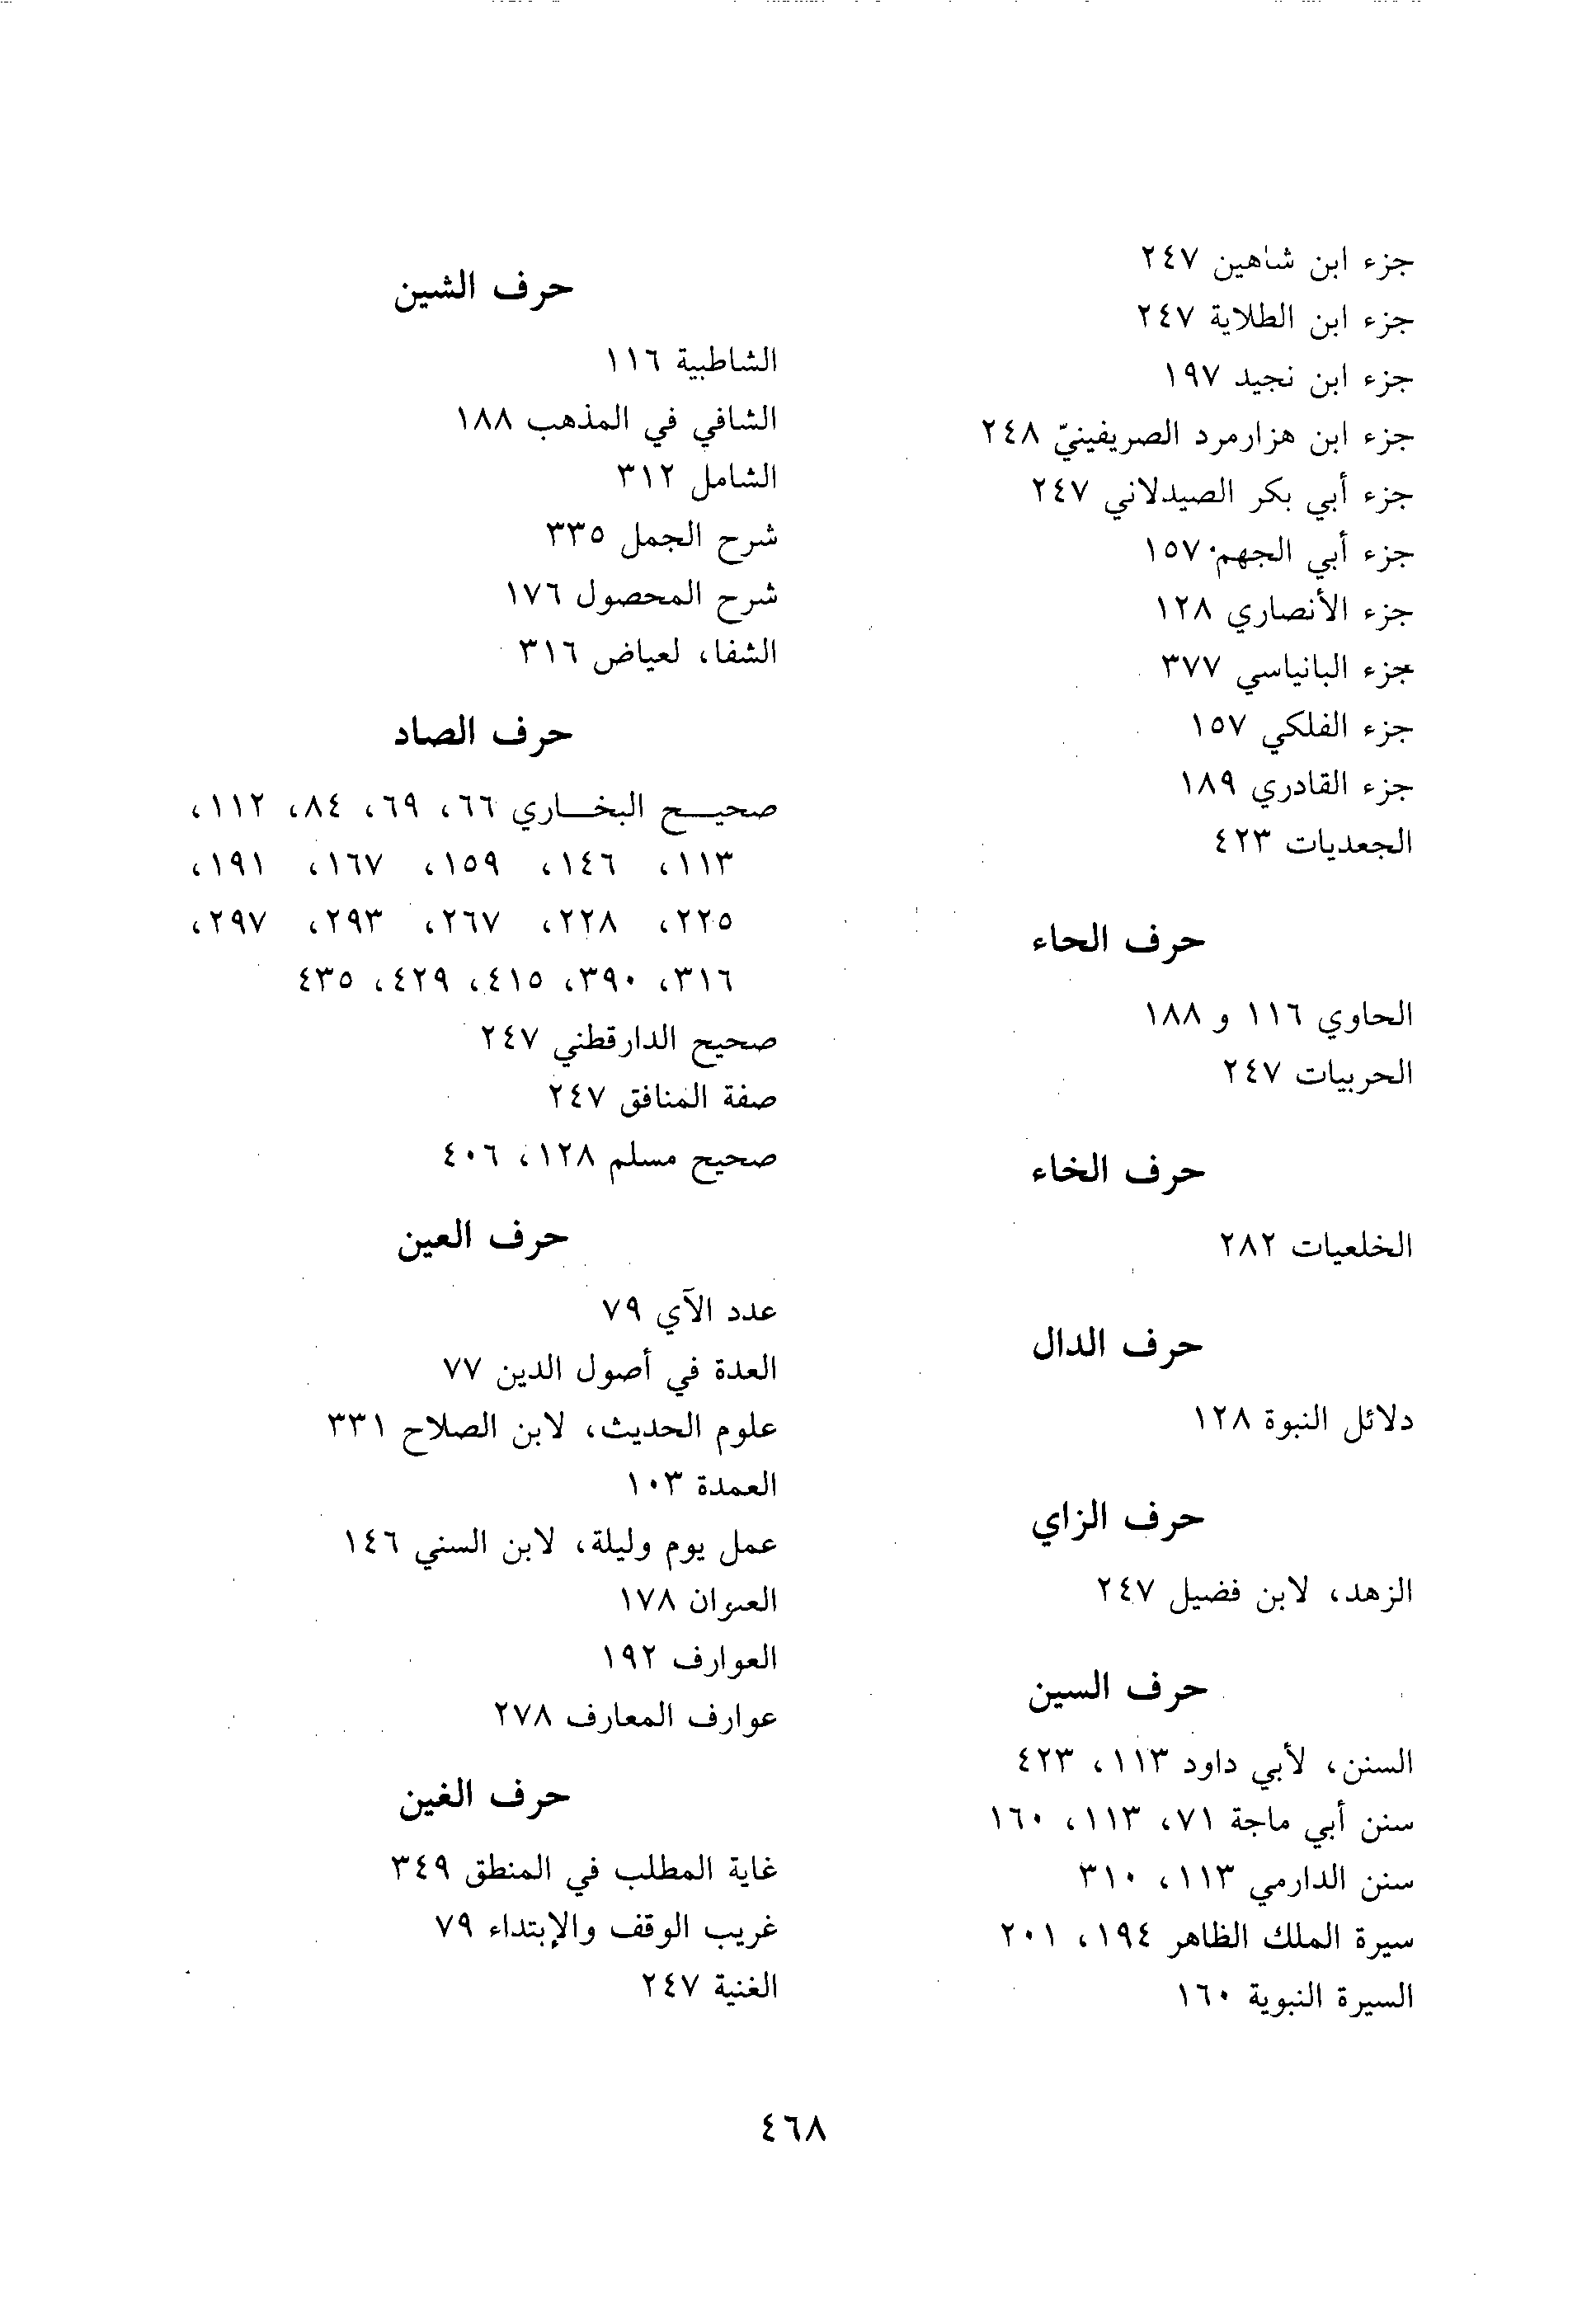 جزء ابن شاهين ٢٤٧
جزء ابن الطلاية ٢٤٧
جزء ابن نجيد ١٩٧
جزء ابن هزارمرد الصريفينيّ ٢٤٨
جزء أبي بكر الصيدلاني ٢٤٧
جزء أبي الجهم ١٥٧
جزء الأنصاري ١٢٨
جزء البانياسي ٣٧٧
جزء الفلكي ١٥٧
جزء القادري ١٨٩
الجعديات ٤٢٣
حرف الحاء
الحاوي ١١٦ و ١٨٨
الحربيات ٢٤٧
حرف الخاء
الخلعيات ٢٨٢
حرف الدال
دلائل النبوة ١٢٨
حرف الزاي
الزهد، لابن فضيل ٢٤٧
حرف السين
السنن، لأبي داود ١١٣، ٤٢٣
سنن أبي ماجة ٧١، ١١٣، ١٦٠
سنن الدارمي ١١٣، ٣١٠
سيرة الملك الظاهر ١٩٤، ٢٠١
السيرة النبوية ١٦٠
حرف الشين
الشاطبية ١١٦
الشافي في المذهب ١٨٨
الشامل ٣١٢
شرح الجمل ٣٣٥
شرح المحصول ١٧٦
الشفا، لعياض ٣١٦
حرف الصاد
صحيح البخاري ٦٦، ٦٩، ٨٤، ١١٢،
١١٣، ١٤٦، ١٥٩، ١٦٧، ١٩١،
٢٢٥، ٢٢٨، ٢٦٧، ٢٩٣، ٢٩٧،
٣١٦، ٣٩٠، ٤١٥، ٤٢٩، ٤٣٥
صحيح الدارقطني ٢٤٧
صفة المنافق ٢٤٧
صحيح مسلم ١٢٨، ٤٠٦
حرف العين
عدد الآي ٧٩
العدة في أصول الدين ٧٧
علوم الحديث، لابن الصلاح ٣٣١
العمدة ١٠٣
عمل يوم وليلة، لابن السني ١٤٦
العنوان ١٧٨
العوارف ١٩٢
عوارف المعارف ٢٧٨
حرف الغين
غاية المطلب في المنطق ٣٤٩
غريب الوقف والإبتداء ٧٩
الغنية ٢٤٧
٤٦٨